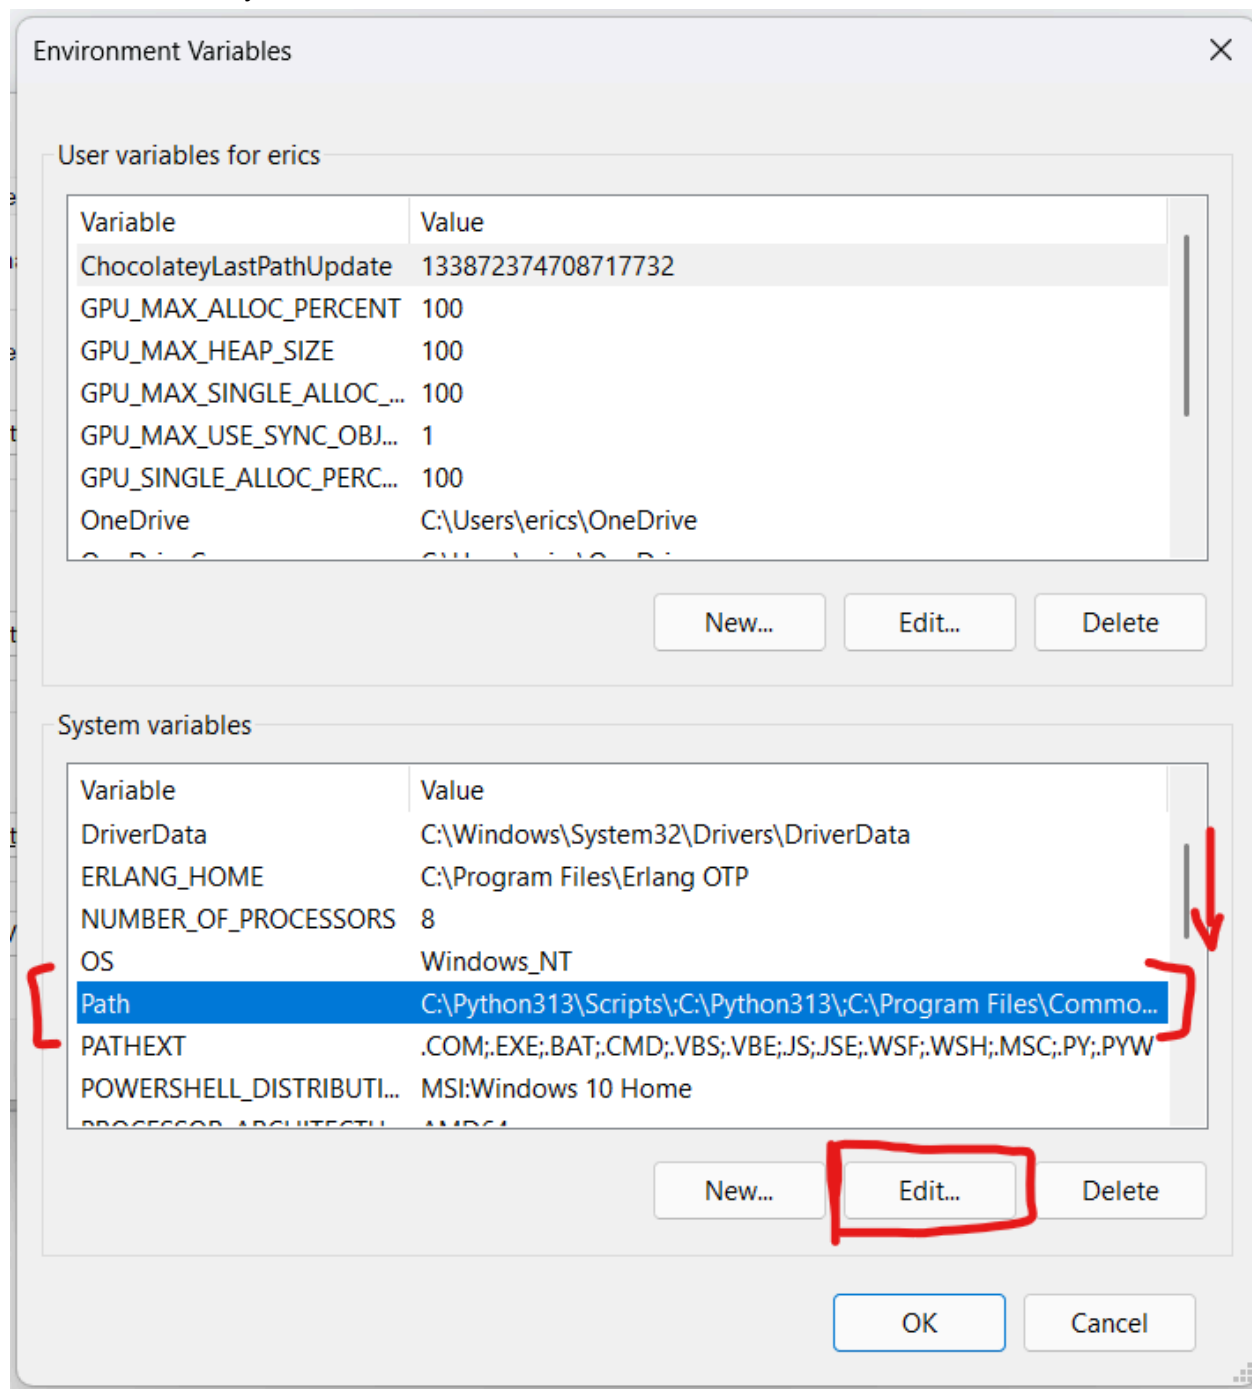 Environment Variables
User variables for erics
Variable Value
ChocolateyLastPathUpdate 133872374708717732
GPU_MAX_ALLOC_PERCENT 100
GPU_MAX_HEAP_SIZE 100
GPU_MAX_SINGLE_ALLOC_... 100
GPU_MAX_USE_SYNC_OBJ... 1
GPU_SINGLE_ALLOC_PERC... 100
OneDrive C:\Users\erics\OneDrive
New... Edit... Delete
System variables
Variable Value
DriverData C:\Windows\System32\Drivers\DriverData
ERLANG_HOME C:\Program Files\Erlang OTP
NUMBER_OF_PROCESSORS 8
OS Windows_NT
Path C:\Python313\Scripts\;C:\Python313\;C:\Program Files\Commo...
PATHEXT .COM;.EXE;.BAT;.CMD;.VBS;.VBE;.JS;.JSE;.WSF;.WSH;.MSC;.PY;.PYW
POWERSHELL_DISTRIBUTI... MSI:Windows 10 Home
New... Edit... Delete
OK Cancel